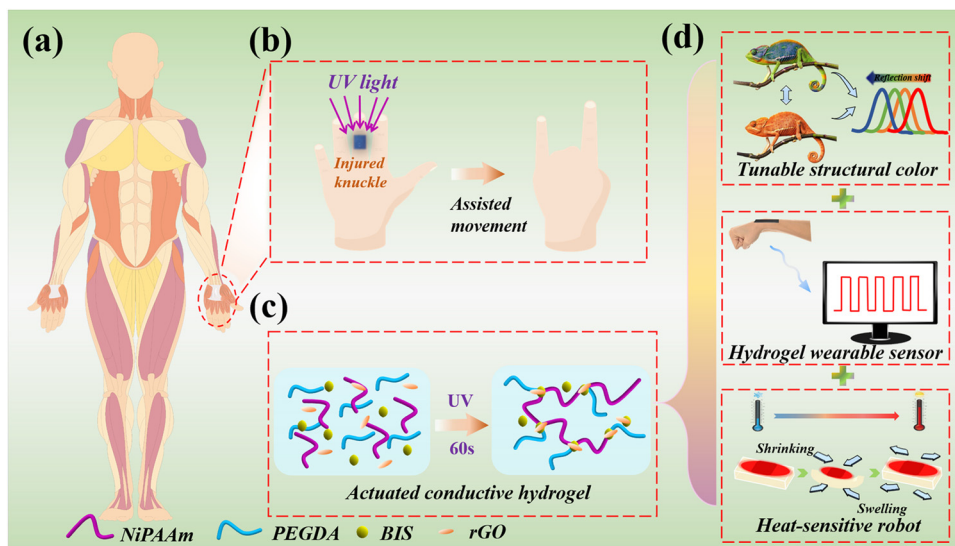 (a)
(b)
UV light
Injured
knuckle
Assisted
movement
(c)
UV
60s
Actuated conductive hydrogel
NiPAAm
PEGDA
BIS
rGO
(d)
Reflection shift
Tunable structural color
Hydrogel wearable sensor
Shrinking
Swelling
Heat-sensitive robot